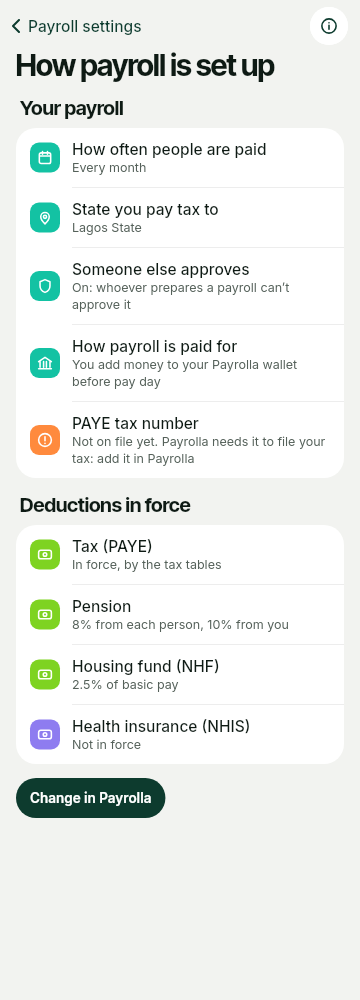 Payroll settings
How payroll is set up
Your payroll
How often people are paid
Every month
State you pay tax to
Lagos State
Someone else approves
On: whoever prepares a payroll can’t
approve it
How payroll is paid for
You add money to your Payrolla wallet
before pay day
PAYE tax number
Not on file yet. Payrolla needs it to file your
tax: add it in Payrolla
Deductions in force
Tax (PAYE)
In force, by the tax tables
Pension
8% from each person, 10% from you
Housing fund (NHF)
2.5% of basic pay
Health insurance (NHIS)
Not in force
Change in Payrolla